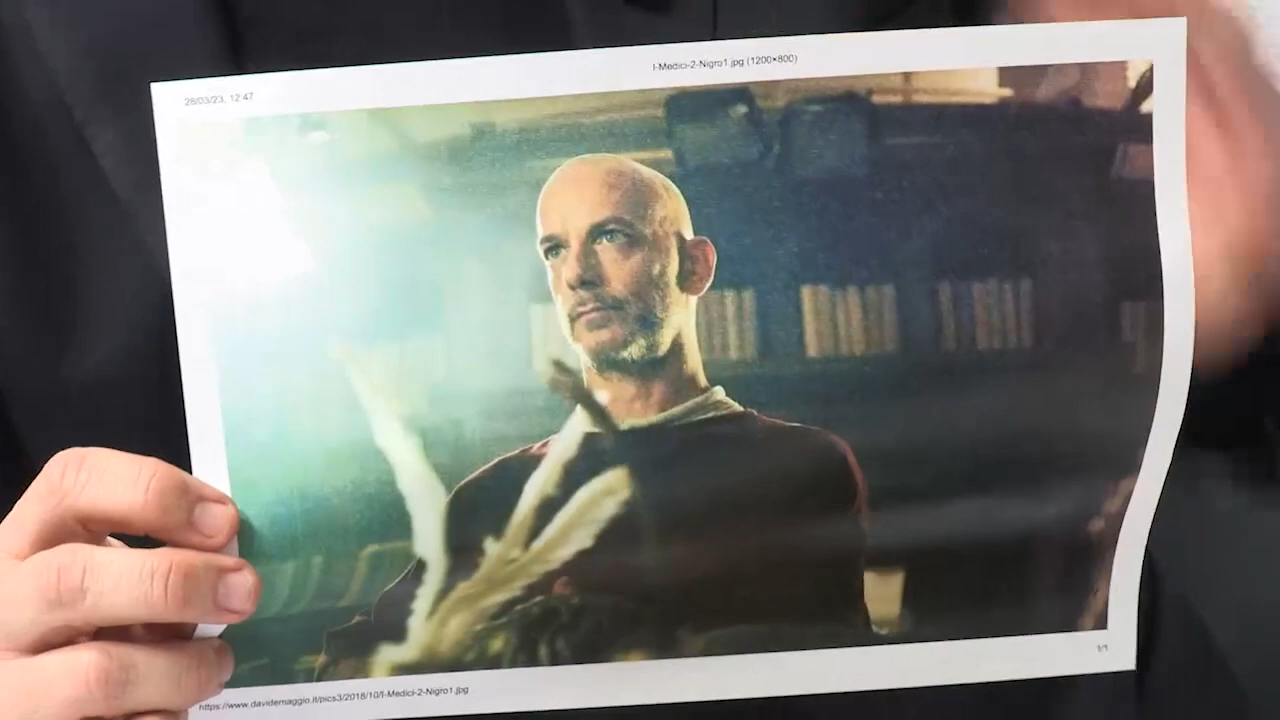 28/03/23, 12:47
I-Medici-2-Nigro1.jpg (1200×800)
https://www.davidemaggio.it/pics3/2018/10/I-Medici-2-Nigro1.jpg
1/1